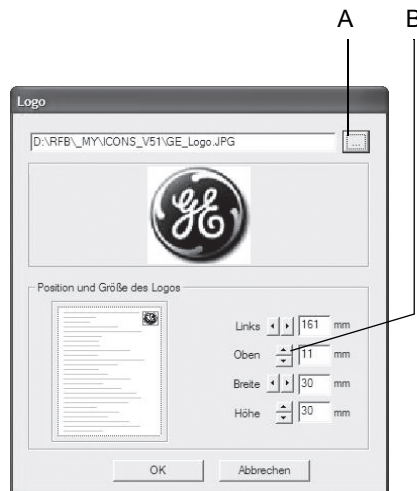 A B
Logo
D:\RFB\_MY\ICONS_V51\GE_Logo.JPG ...
GE
Position und Größe des Logos
Links 161 mm
Oben 11 mm
Breite 30 mm
Höhe 30 mm
OK Abbrechen